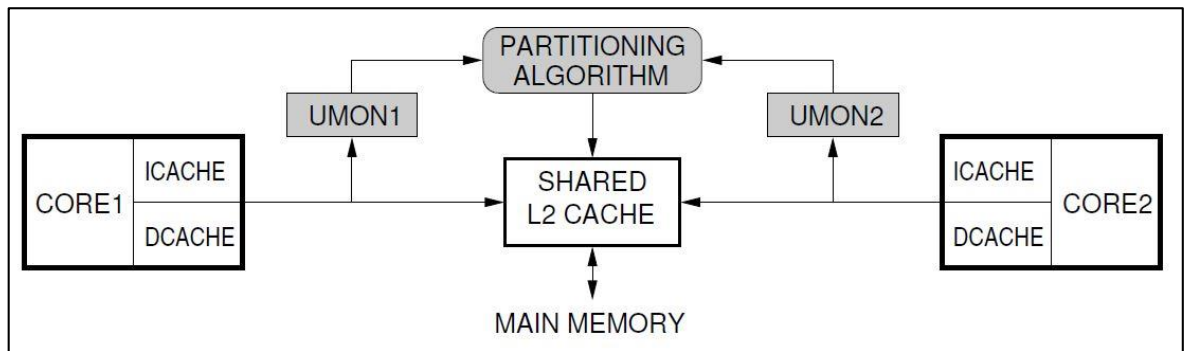 PARTITIONING
ALGORITHM
UMON1
UMON2
CORE1
ICACHE
DCACHE
SHARED
L2 CACHE
ICACHE
DCACHE
CORE2
MAIN MEMORY